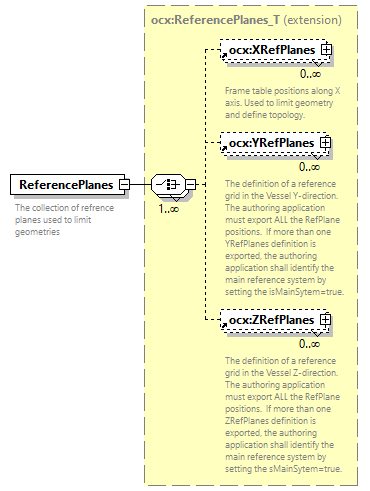 ocx:ReferencePlanes_T (extension)
ocx:XRefPlanes
0..∞
Frame table positions along X
axis. Used to limit geometry
and define topology.
ocx:YRefPlanes
0..∞
The definition of a reference
grid in the Vessel Y-direction.
The authoring application
must export ALL the RefPlane
positions.  If more than one
YRefPlanes definition is
exported, the authoring
application shall identify the
main reference system by
setting the isMainSytem=true.
ReferencePlanes
The collection of refrence
planes used to limit
geometries
1..∞
ocx:ZRefPlanes
0..∞
The definition of a reference
grid in the Vessel Z-direction.
The authoring application
must export ALL the RefPlane
positions.  If more than one
ZRefPlanes definition is
exported, the authoring
application shall identify the
main reference system by
setting the sMainSytem=true.